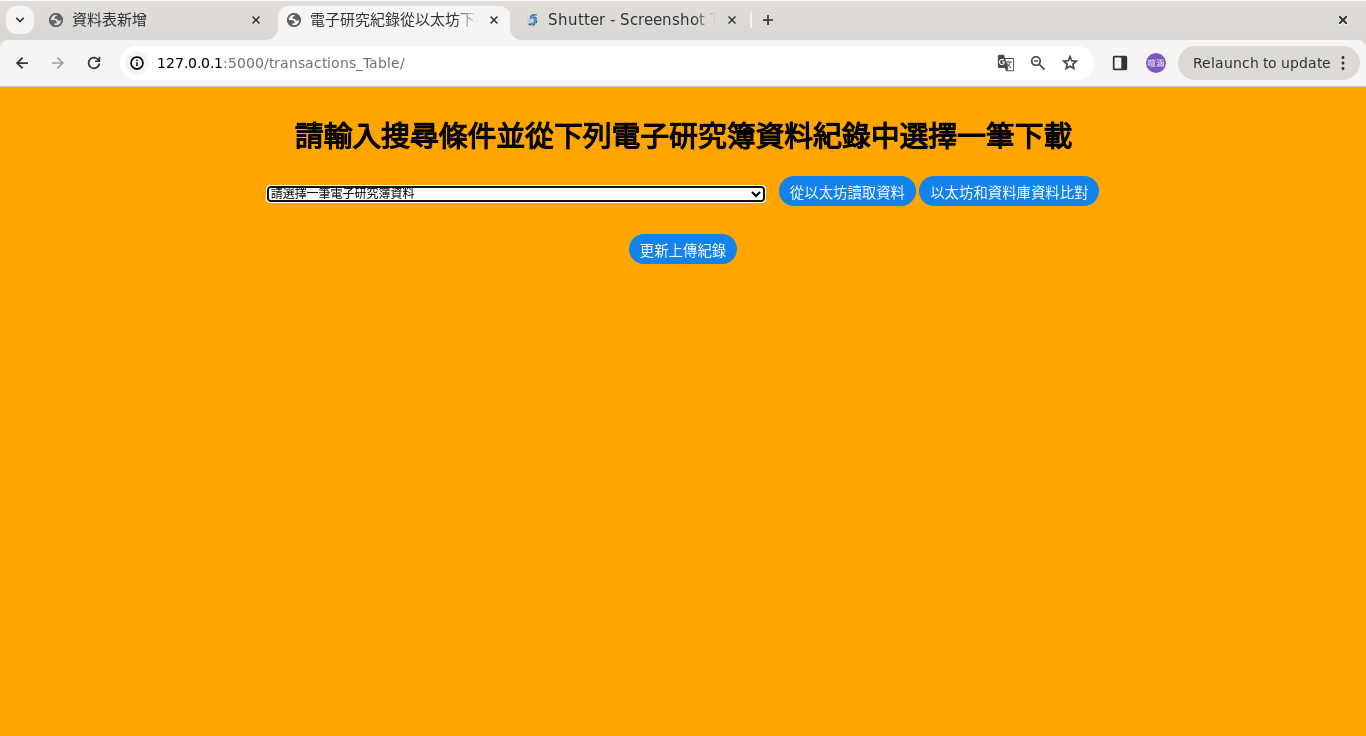 資料表新增
電子研究紀錄從以太坊下
Shutter - Screenshot
127.0.0.1:5000/transactions_Table/
暄涵
Relaunch to update
請輸入搜尋條件並從下列電子研究簿資料紀錄中選擇一筆下載
請選擇一筆電子研究簿資料
從以太坊讀取資料
以太坊和資料庫資料比對
更新上傳紀錄